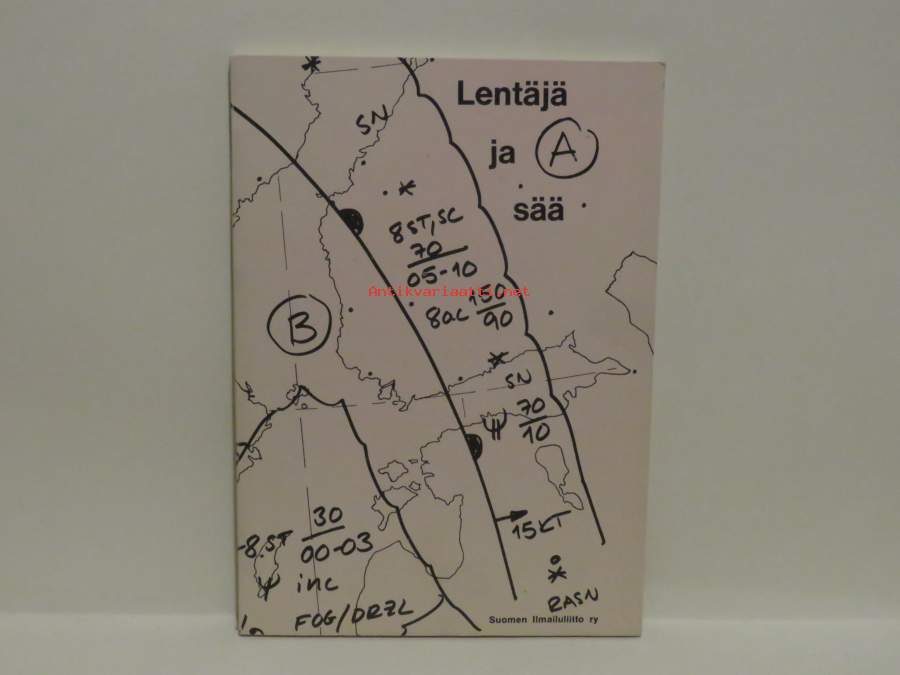 Lentäjä
ja A
sää
SN
8ST, SC
70
05-10
Antikvariaatti.net
8ac 150
90
B
SN
70
10
15KT
30
-8.ST 00-03
inc
FOG/DRZL
RASN
Suomen Ilmailuliitto ry